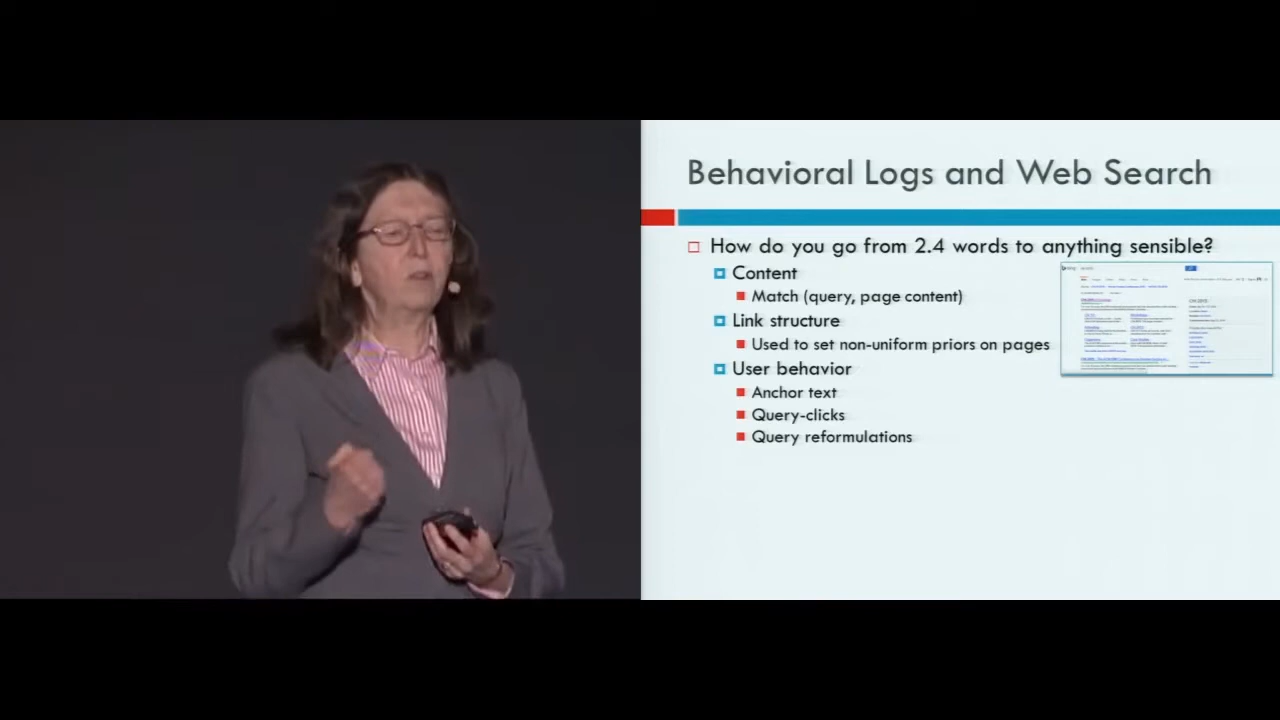 Behavioral Logs and Web Search
How do you go from 2.4 words to anything sensible?
Content
Match (query, page content)
Link structure
Used to set non-uniform priors on pages
User behavior
Anchor text
Query-clicks
Query reformulations